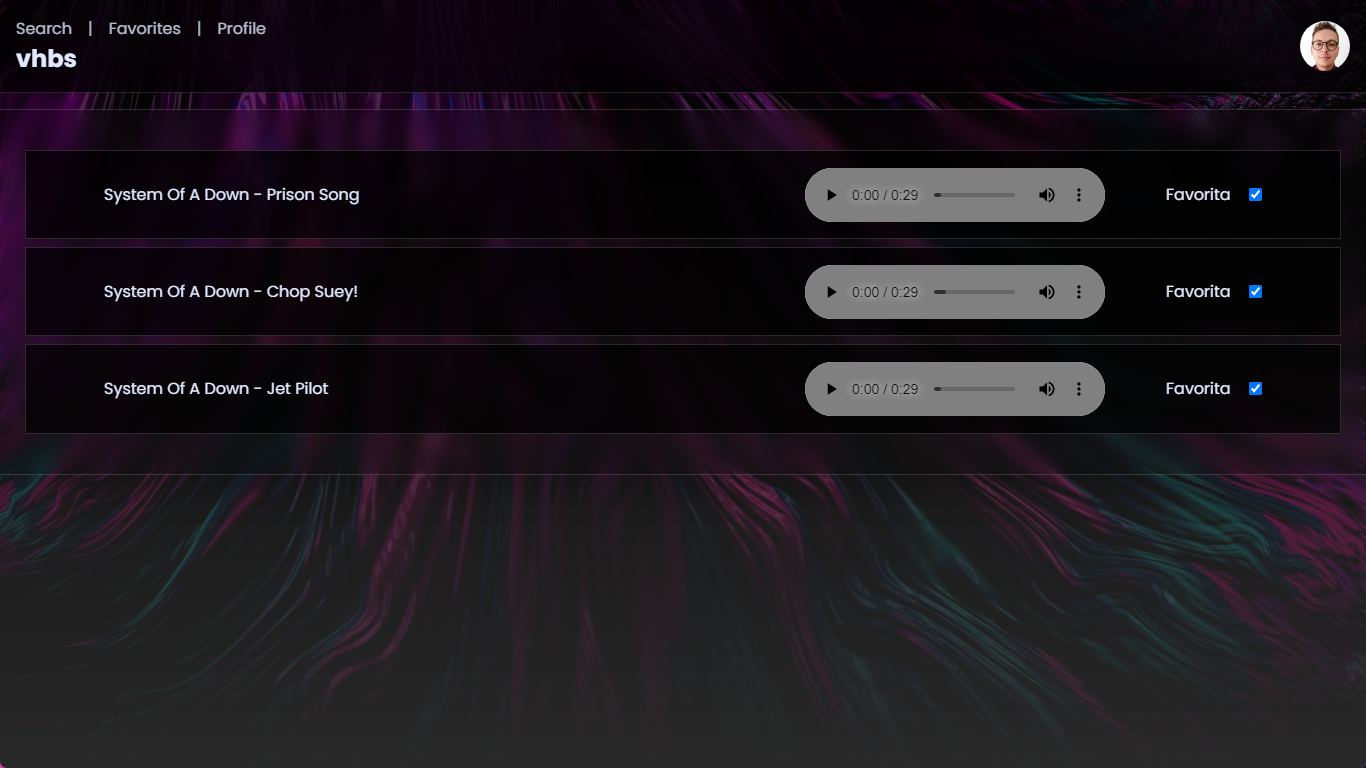 Search | Favorites | Profile
vhbs
System Of A Down - Prison Song 0:00 / 0:29 Favorita
System Of A Down - Chop Suey! 0:00 / 0:29 Favorita
System Of A Down - Jet Pilot 0:00 / 0:29 Favorita